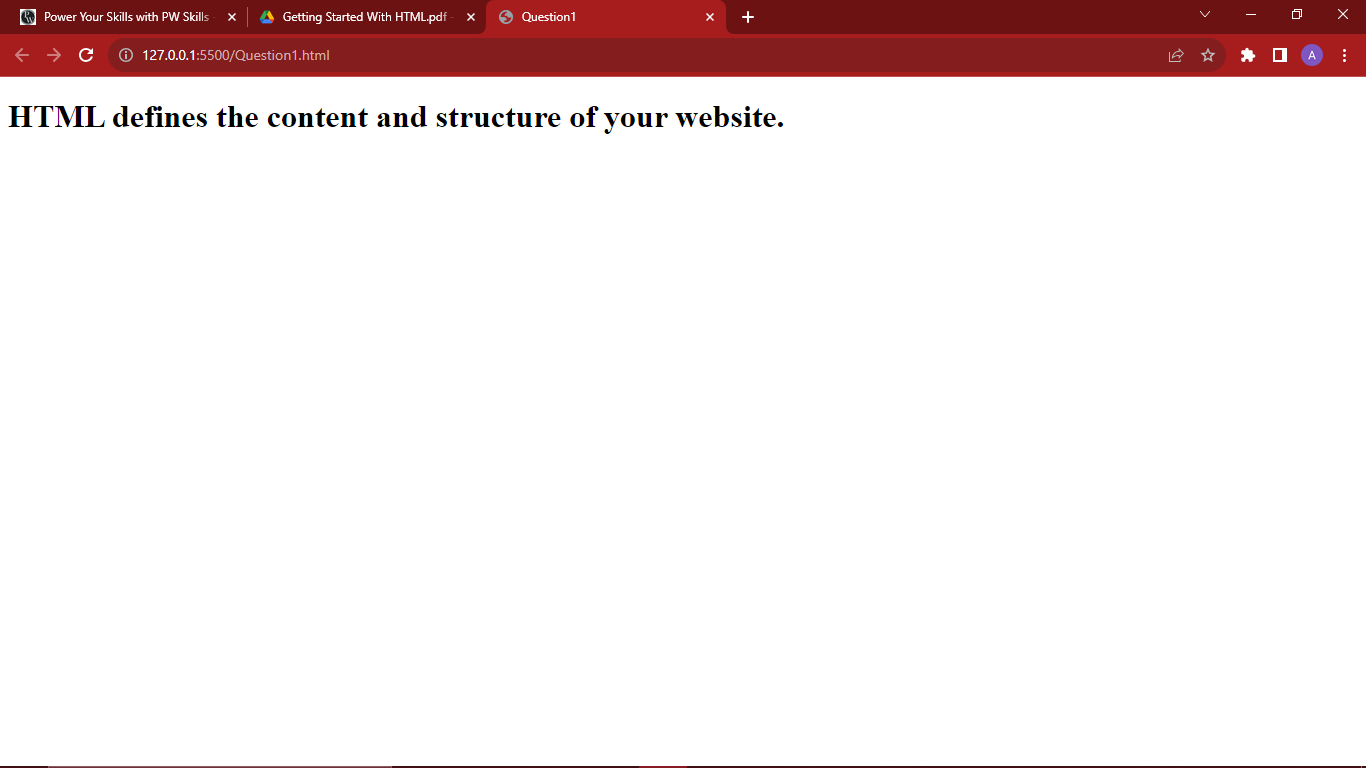 Power Your Skills with PW Skills
Getting Started With HTML.pdf -
Question1
127.0.0.1:5500/Question1.html
A
HTML defines the content and structure of your website.